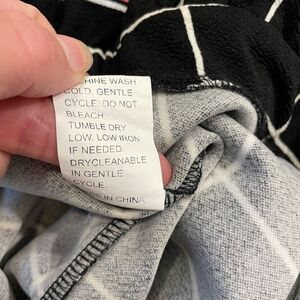 HINE WASH
COLD. GENTLE
CYCLE. DO NOT
BLEACH.
TUMBLE DRY
LOW. LOW IRON
IF NEEDED.
DRYCLEANABLE
IN GENTLE
CYCLE.
IN CHINA